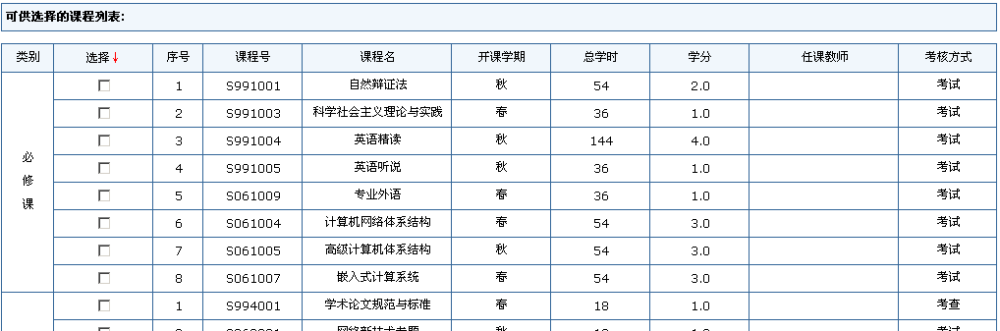 可供选择的课程列表:
类别 选择↓ 序号 课程号 课程名 开课学期 总学时 学分 任课教师 考核方式
必修课
1 S991001 自然辩证法 秋 54 2.0 考试
2 S991003 科学社会主义理论与实践 春 36 1.0 考试
3 S991004 英语精读 秋 144 4.0 考试
4 S991005 英语听说 秋 36 1.0 考试
5 S061009 专业外语 春 36 1.0 考试
6 S061004 计算机网络体系结构 春 54 3.0 考试
7 S061005 高级计算机体系结构 秋 54 3.0 考试
8 S061007 嵌入式计算系统 春 54 3.0 考试
1 S994001 学术论文规范与标准 春 18 1.0 考查
网络新技术专题 秋